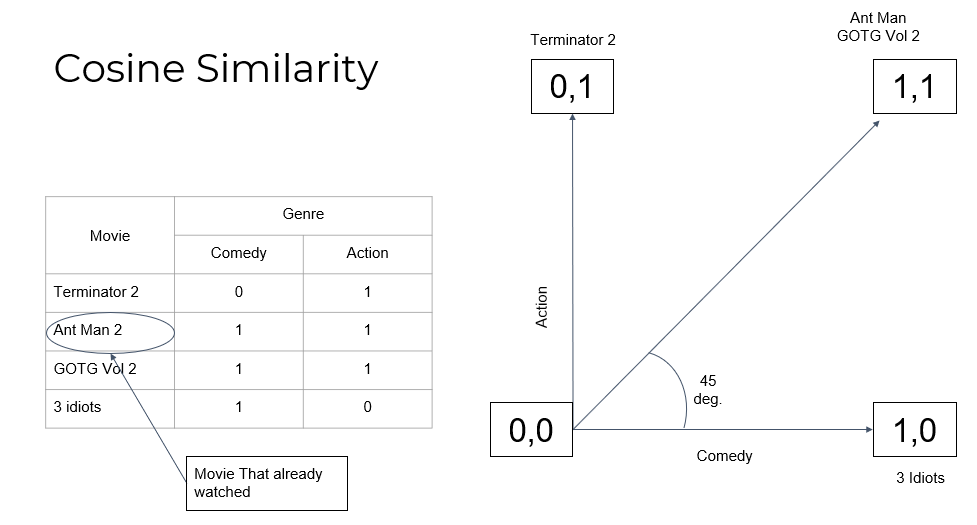 Cosine Similarity
Movie
Genre
Comedy
Action
Terminator 2
0
1
Ant Man 2
1
1
GOTG Vol 2
1
1
3 idiots
1
0
Movie That already
watched
Terminator 2
0,1
Ant Man
GOTG Vol 2
1,1
Action
45
deg.
0,0
Comedy
1,0
3 Idiots